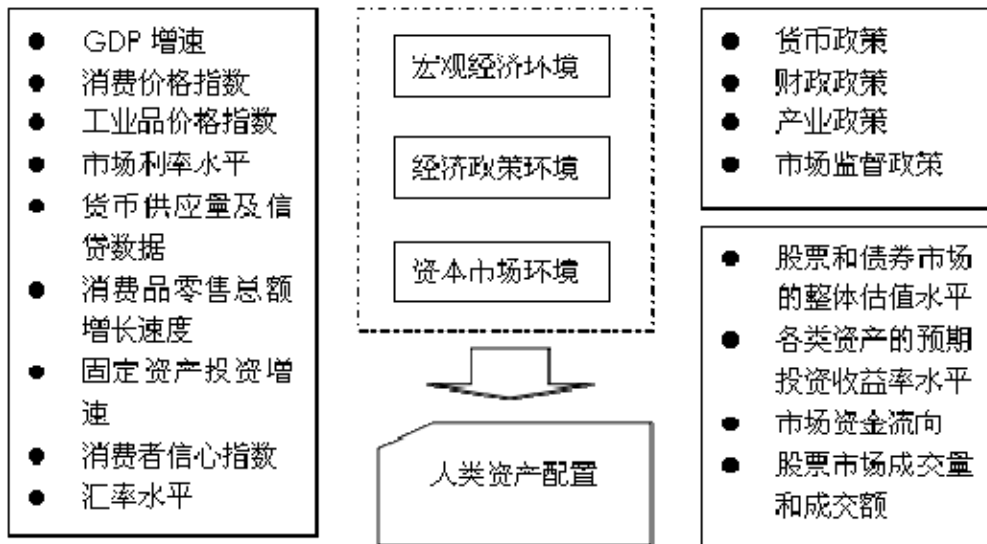 GDP 增速
消费价格指数
工业品价格指数
市场利率水平
货币供应量及信
贷数据
消费品零售总额
增长速度
固定资产投资增
速
消费者信心指数
汇率水平
宏观经济环境
经济政策环境
资本市场环境
人类资产配置
货币政策
财政政策
产业政策
市场监督政策
股票和债券市场
的整体估值水平
各类资产的预期
投资收益率水平
市场资金流向
股票市场成交量
和成交额